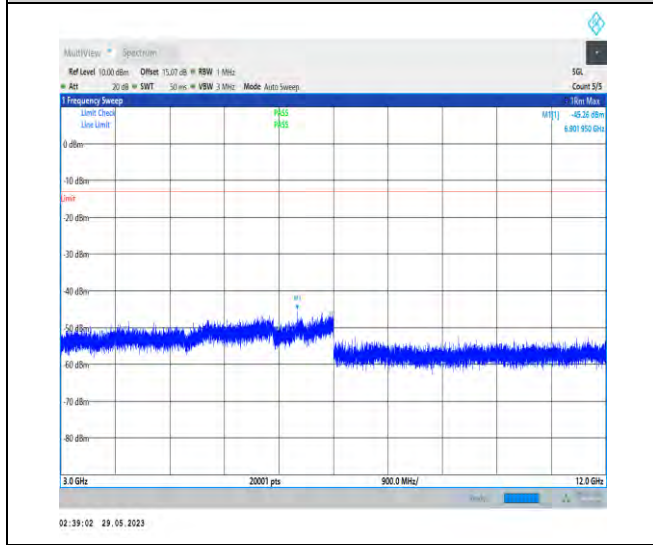 MultiView Spectrum
Ref Level 10.00 dBm Offset 15.07 dB RBW 1 MHz SGL
Att 20 dB SWT 50 ms VBW 3 MHz Mode Auto Sweep Count 5/5
1 Frequency Sweep 1Rm Max
Limit Check PASS M1[1] -45.26 dBm
Line Limit PASS 6.801 950 GHz
0 dBm
-10 dBm
Limit
-20 dBm
-30 dBm
-40 dBm
M1
-50 dBm
-60 dBm
-70 dBm
-80 dBm
3.0 GHz 20001 pts 900.0 MHz/ 12.0 GHz
02:39:02 29.05.2023